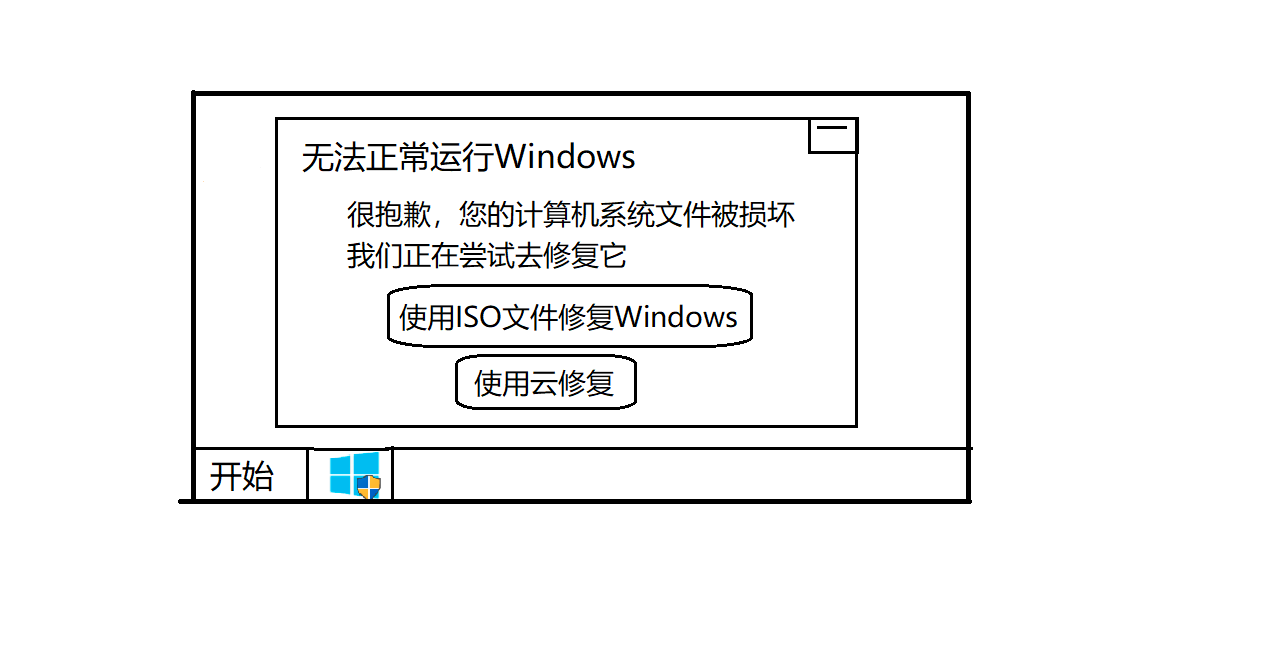 无法正常运行Windows
很抱歉，您的计算机系统文件被损坏
我们正在尝试去修复它
使用ISO文件修复Windows
使用云修复
开始